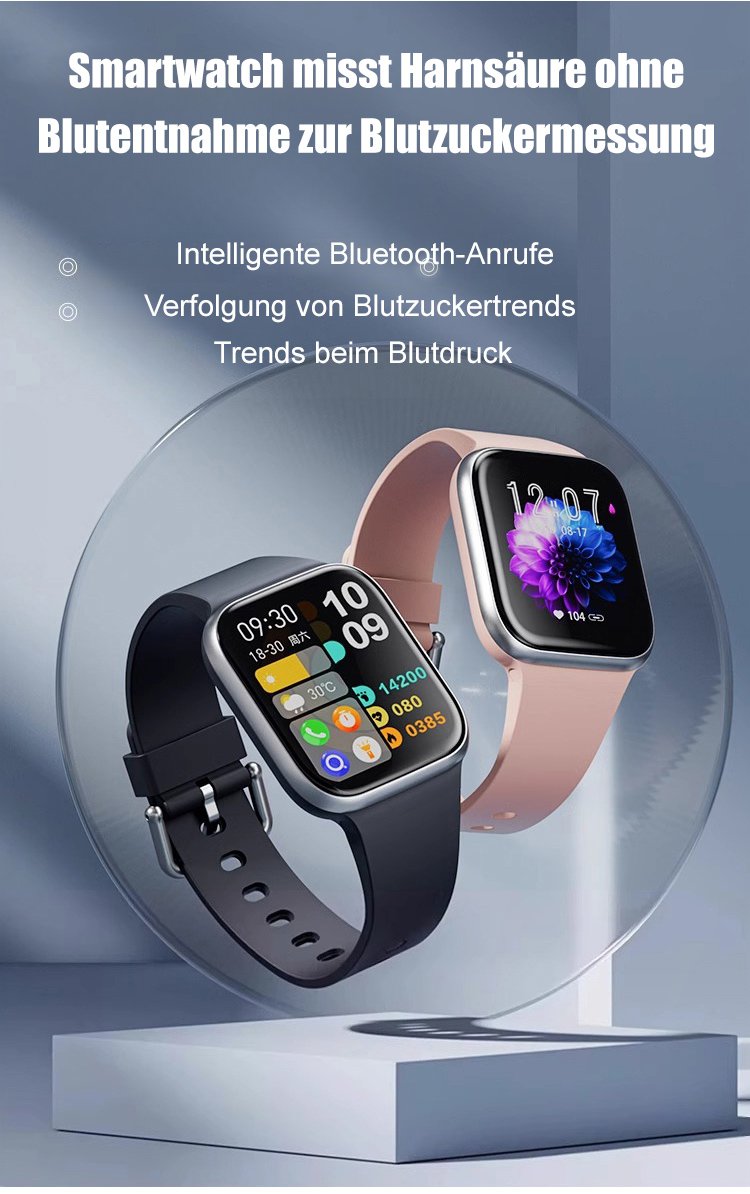 Smartwatch misst Harnsäure ohne
Blutentnahme zur Blutzuckermessung
Intelligente Bluetooth-Anrufe
Verfolgung von Blutzuckertrends
Trends beim Blutdruck
12:07
08-17
104
09:30
18-30 周六
10
09
30℃
14200
080
0385